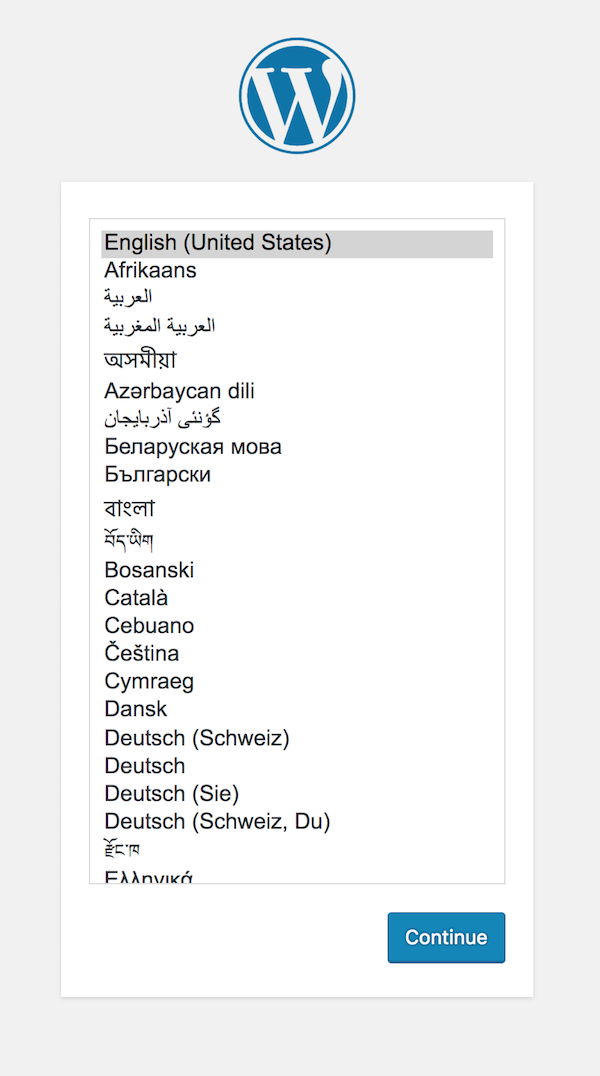 English (United States)
Afrikaans
العربية
العربية المغربية
অসমীয়া
Azərbaycan dili
گؤنئی آذربایجان
Беларуская мова
Български
বাংলা
བོད་ཡིག
Bosanski
Català
Cebuano
Čeština
Cymraeg
Dansk
Deutsch (Schweiz)
Deutsch
Deutsch (Sie)
Deutsch (Schweiz, Du)
རྫོང་ཁ
Ελληνικά
Continue